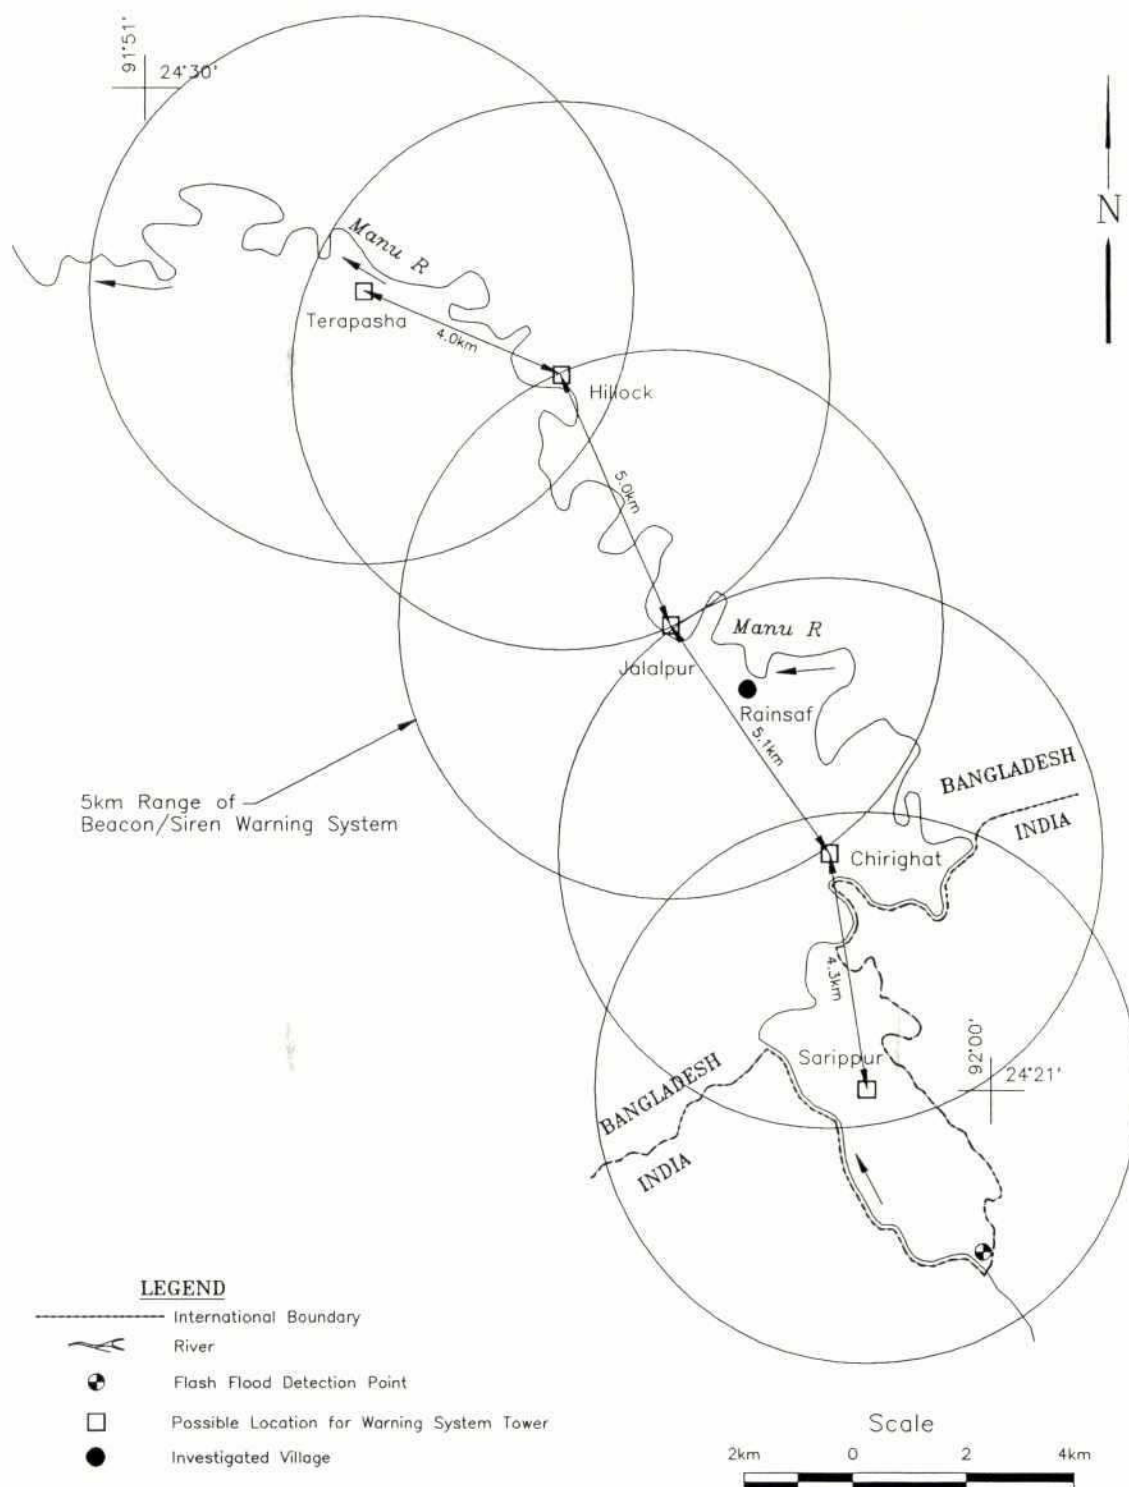 91°51'
24°30'
N
Manu R
Terapasha
4.0km
Hillock
5.0km
Manu R
Jalalpur
Rainsaf
5.1km
BANGLADESH
INDIA
5km Range of
Beacon/Siren Warning System
Chirighat
4.3km
Sarippur
92°00'
24°21'
BANGLADESH
INDIA
LEGEND
International Boundary
River
Flash Flood Detection Point
Possible Location for Warning System Tower
Investigated Village
Scale
2km 0 2 4km